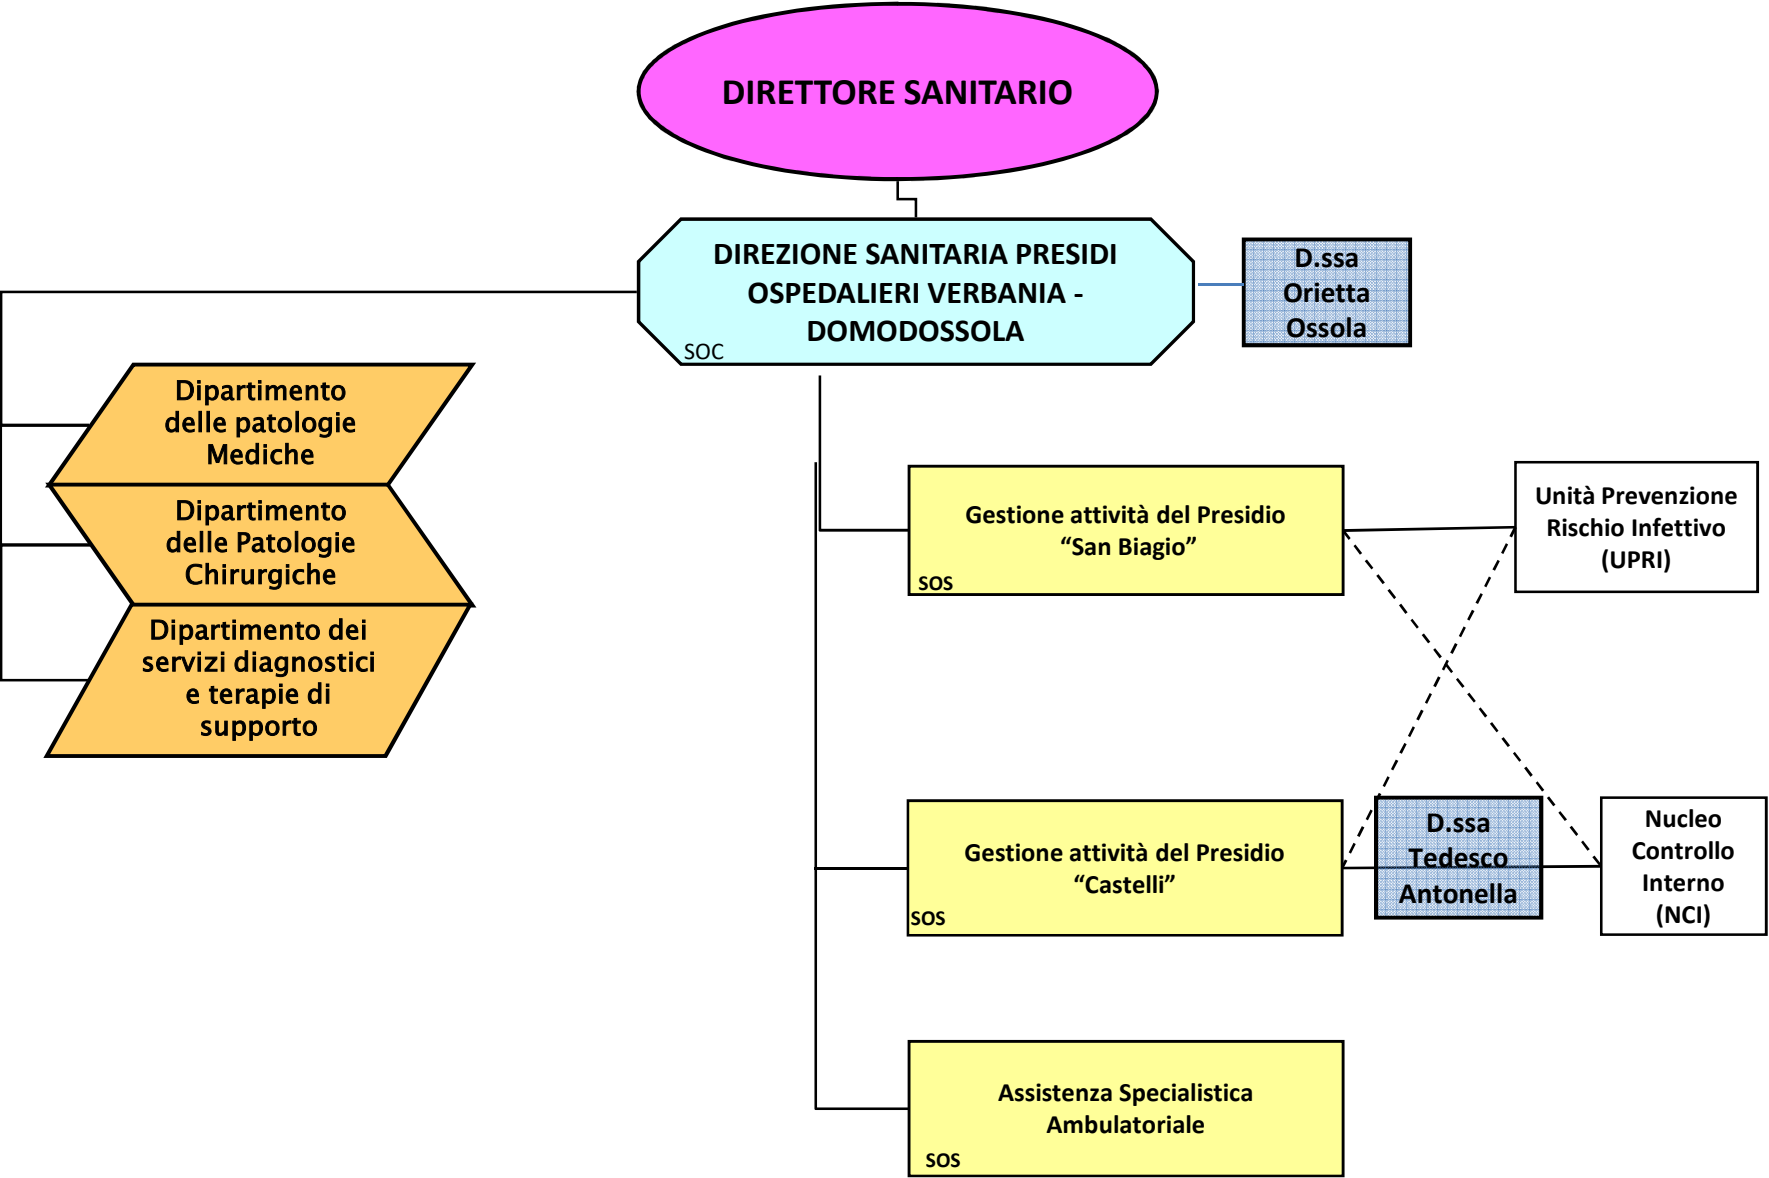 DIRETTORE SANITARIO
DIREZIONE SANITARIA PRESIDI
OSPEDALIERI VERBANIA -
DOMODOSSOLA
SOC
D.ssa
Orietta
Ossola
Dipartimento
delle patologie
Mediche
Dipartimento
delle Patologie
Chirurgiche
Dipartimento dei
servizi diagnostici
e terapie di
supporto
Gestione attività del Presidio
“San Biagio”
SOS
Unità Prevenzione
Rischio Infettivo
(UPRI)
Gestione attività del Presidio
“Castelli”
SOS
D.ssa
Tedesco
Antonella
Nucleo
Controllo
Interno
(NCI)
Assistenza Specialistica
Ambulatoriale
SOS